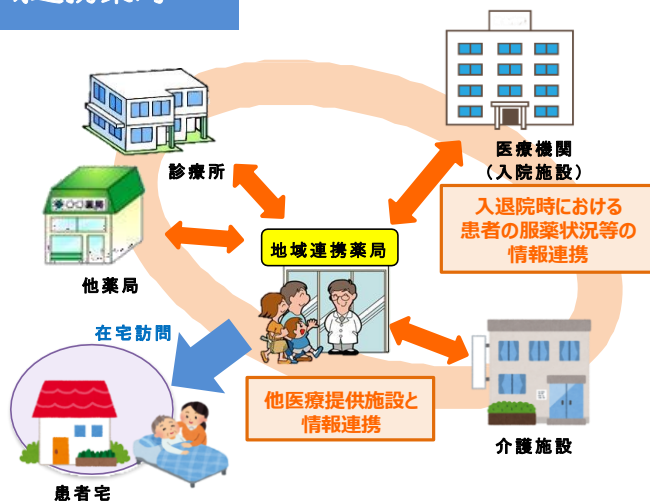 診療所
医療機関
（入院施設）
入退院時における
患者の服薬状況等の
情報連携
他薬局
地域連携薬局
在宅訪問
他医療提供施設と
情報連携
介護施設
患者宅